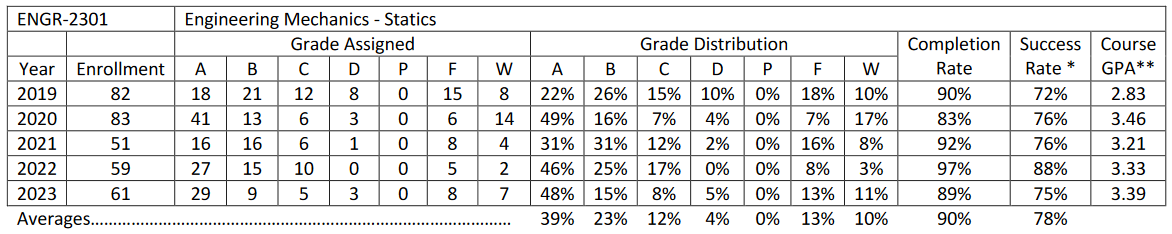 ENGR-2301 Engineering Mechanics - Statics
Grade Assigned Grade Distribution Completion Success Course
Year Enrollment A B C D P F W A B C D P F W Rate Rate * GPA**
2019 82 18 21 12 8 0 15 8 22% 26% 15% 10% 0% 18% 10% 90% 72% 2.83
2020 83 41 13 6 3 0 6 14 49% 16% 7% 4% 0% 7% 17% 83% 76% 3.46
2021 51 16 16 6 1 0 8 4 31% 31% 12% 2% 0% 16% 8% 92% 76% 3.21
2022 59 27 15 10 0 0 5 2 46% 25% 17% 0% 0% 8% 3% 97% 88% 3.33
2023 61 29 9 5 3 0 8 7 48% 15% 8% 5% 0% 13% 11% 89% 75% 3.39
Averages........................................................................................................ 39% 23% 12% 4% 0% 13% 10% 90% 78%